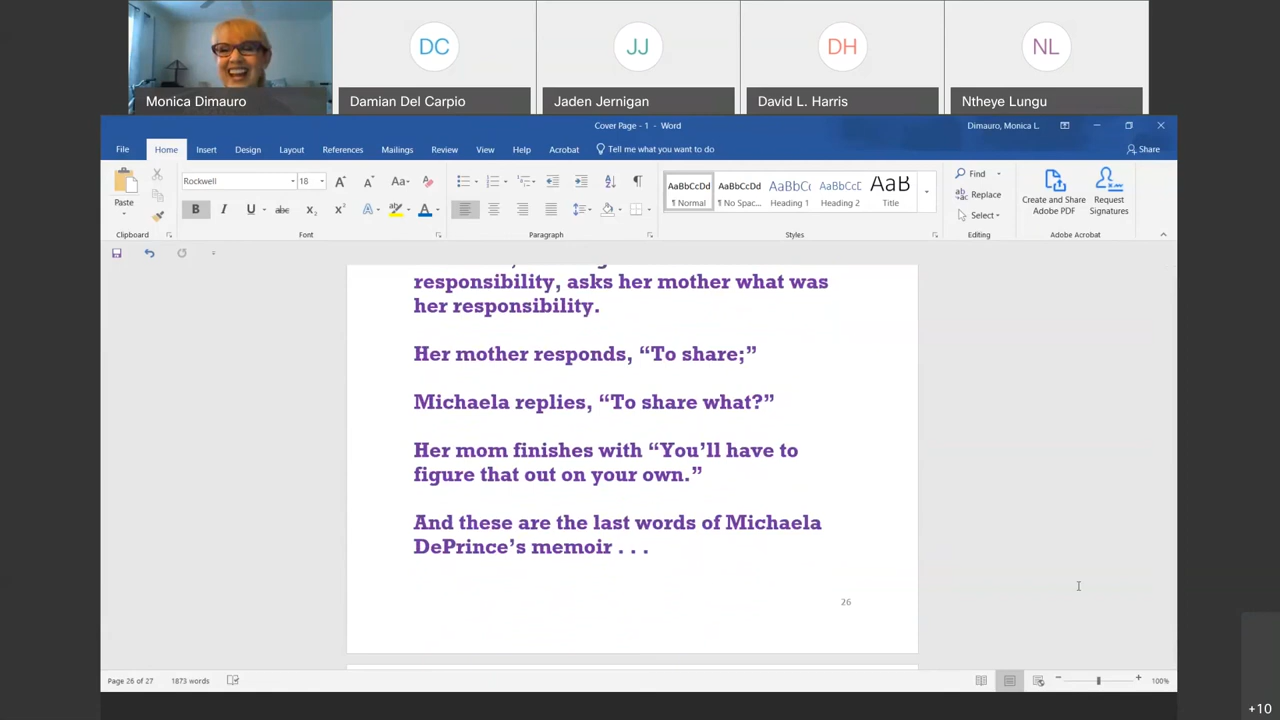 DC
JJ
DH
NL
Monica Dimauro
Damian Del Carpio
Jaden Jernigan
David L. Harris
Ntheye Lungu
Cover Page - 1 - Word
Dimauro, Monica L.
File Home Insert Design Layout References Mailings Review View Help Acrobat Tell me what you want to do Share
Paste
Clipboard
Rockwell 18
Font
Paragraph
AaBbCcDd AaBbCcDd AaBbCc AaBbCcD AaB
¶ Normal ¶ No Spac... Heading 1 Heading 2 Title
Styles
Find
Replace
Select
Editing
Create and Share
Adobe PDF
Request
Signatures
Adobe Acrobat
responsibility, asks her mother what was
her responsibility.
Her mother responds, “To share;”
Michaela replies, “To share what?”
Her mom finishes with “You’ll have to
figure that out on your own.”
And these are the last words of Michaela
DePrince’s memoir . . .
26
Page 26 of 27 1873 words
100%
+10